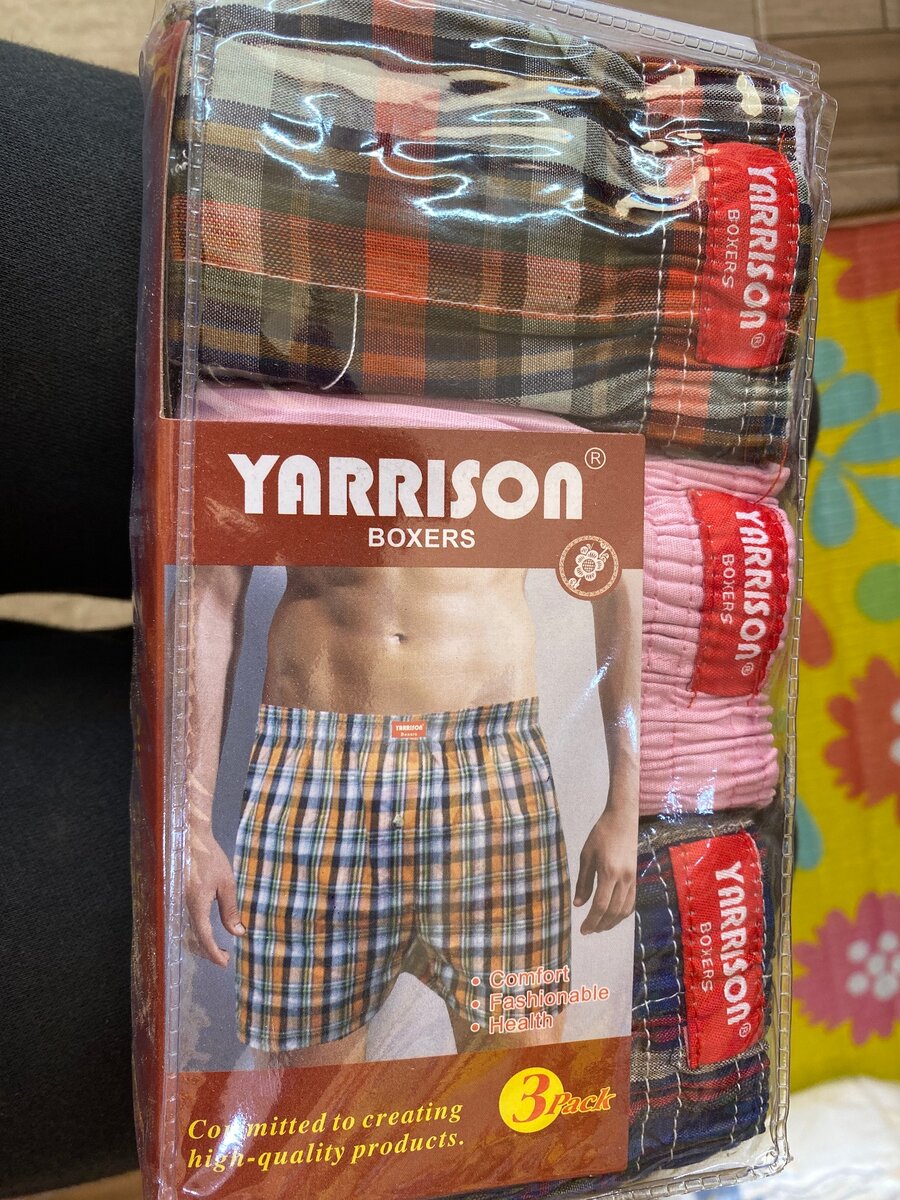 YARRISON®
BOXERS
YARRISON®
BOXERS
YARRISON®
BOXERS
YARRISON
Boxers
• Comfort
• Fashionable
• Health
3Pack
Committed to creating
high-quality products.
YARRISON®
BOXERS